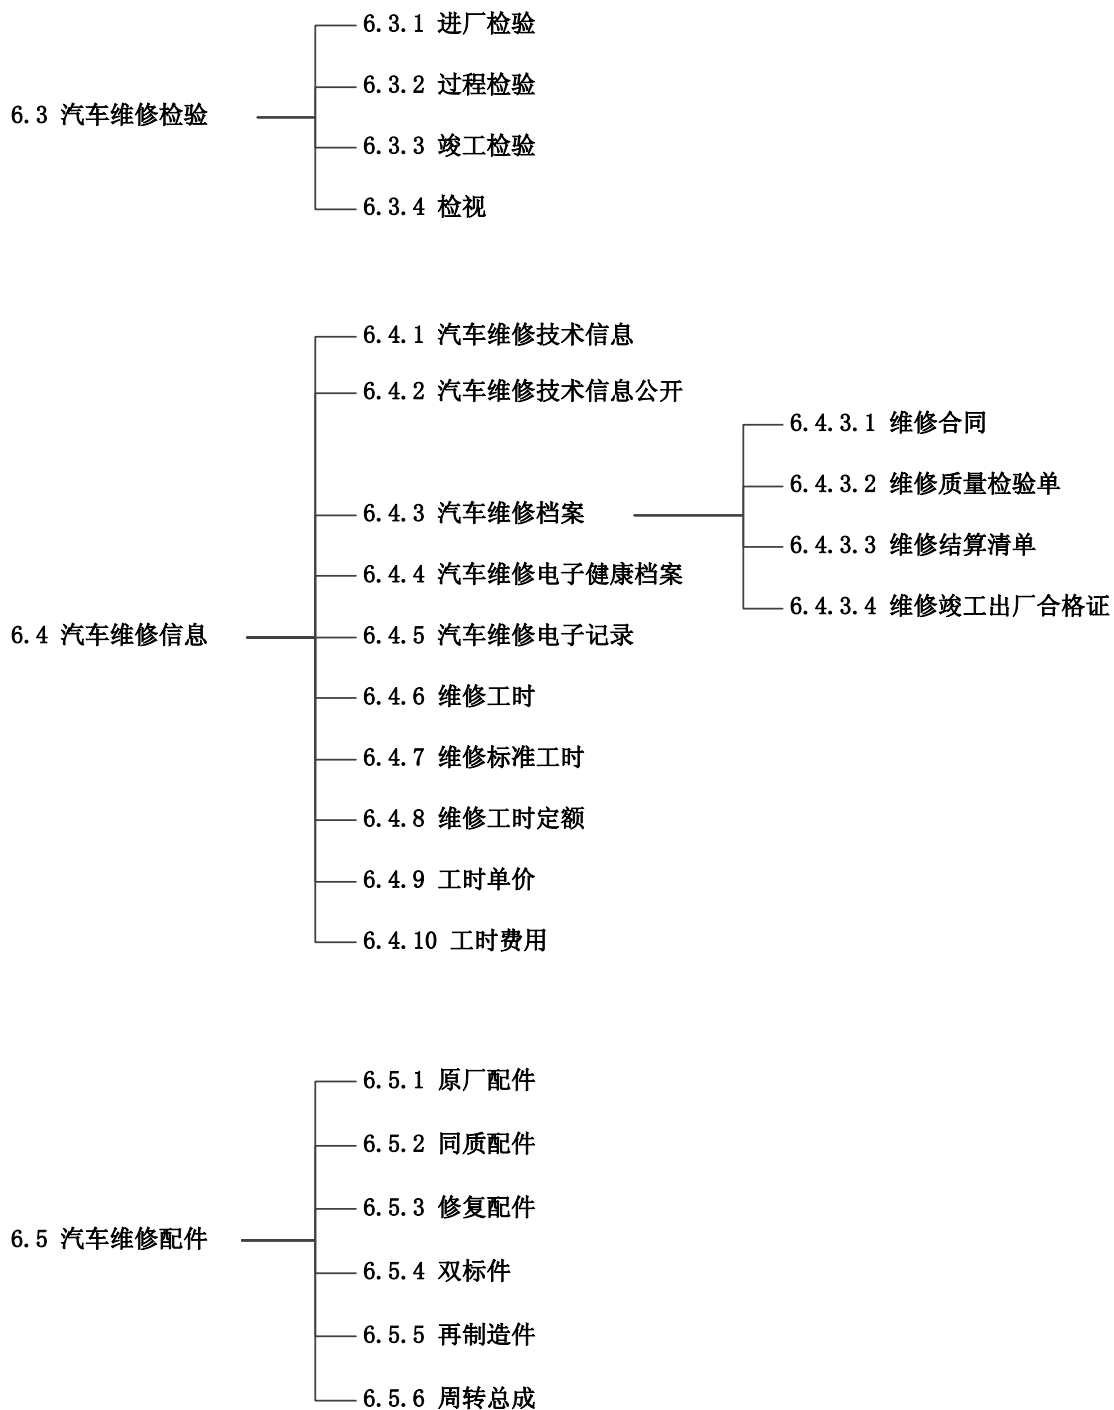 6.3 汽车维修检验
6.3.1 进厂检验
6.3.2 过程检验
6.3.3 竣工检验
6.3.4 检视
6.4 汽车维修信息
6.4.1 汽车维修技术信息
6.4.2 汽车维修技术信息公开
6.4.3 汽车维修档案
6.4.3.1 维修合同
6.4.3.2 维修质量检验单
6.4.3.3 维修结算清单
6.4.3.4 维修竣工出厂合格证
6.4.4 汽车维修电子健康档案
6.4.5 汽车维修电子记录
6.4.6 维修工时
6.4.7 维修标准工时
6.4.8 维修工时定额
6.4.9 工时单价
6.4.10 工时费用
6.5 汽车维修配件
6.5.1 原厂配件
6.5.2 同质配件
6.5.3 修复配件
6.5.4 双标件
6.5.5 再制造件
6.5.6 周转总成